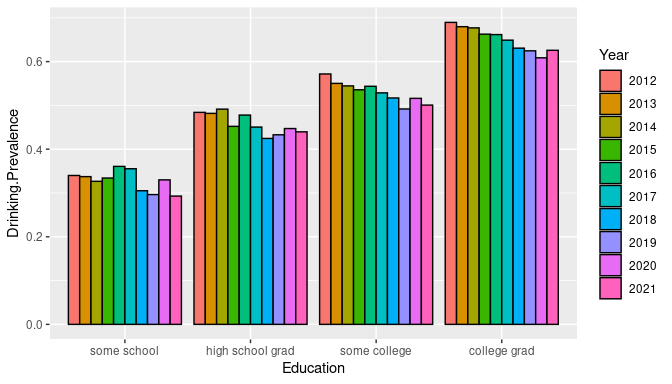 Drinking.Prevalence
0.6
0.4
0.2
0.0
some school
high school grad
some college
college grad
Education
Year
2012
2013
2014
2015
2016
2017
2018
2019
2020
2021